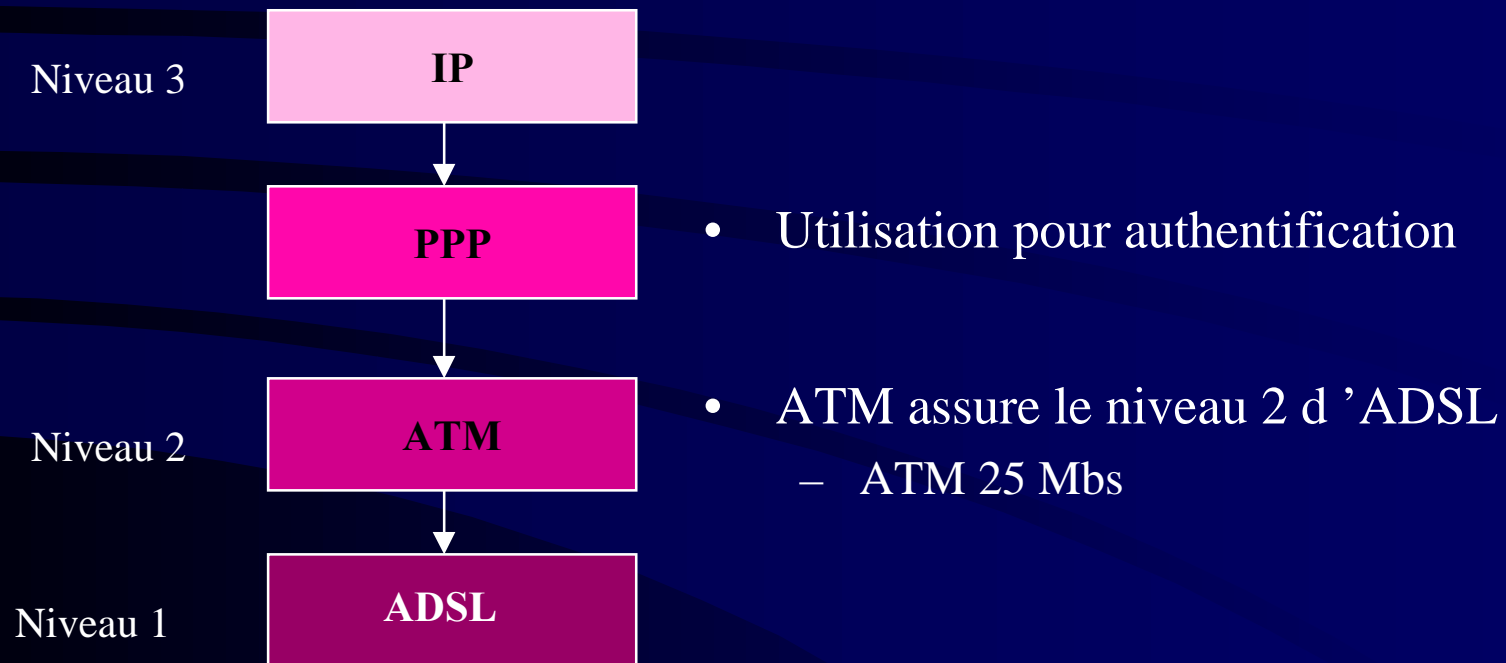 Niveau 3
IP
PPP
• Utilisation pour authentification
Niveau 2
ATM
• ATM assure le niveau 2 d ’ADSL
– ATM 25 Mbs
Niveau 1
ADSL